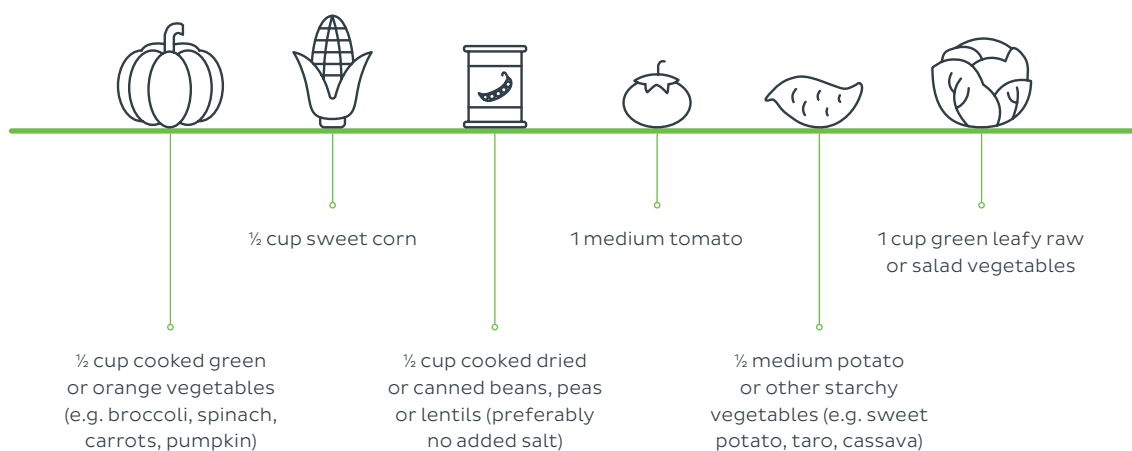 ½ cup sweet corn
1 medium tomato
1 cup green leafy raw
or salad vegetables
½ cup cooked green
or orange vegetables
(e.g. broccoli, spinach,
carrots, pumpkin)
½ cup cooked dried
or canned beans, peas
or lentils (preferably
no added salt)
½ medium potato
or other starchy
vegetables (e.g. sweet
potato, taro, cassava)